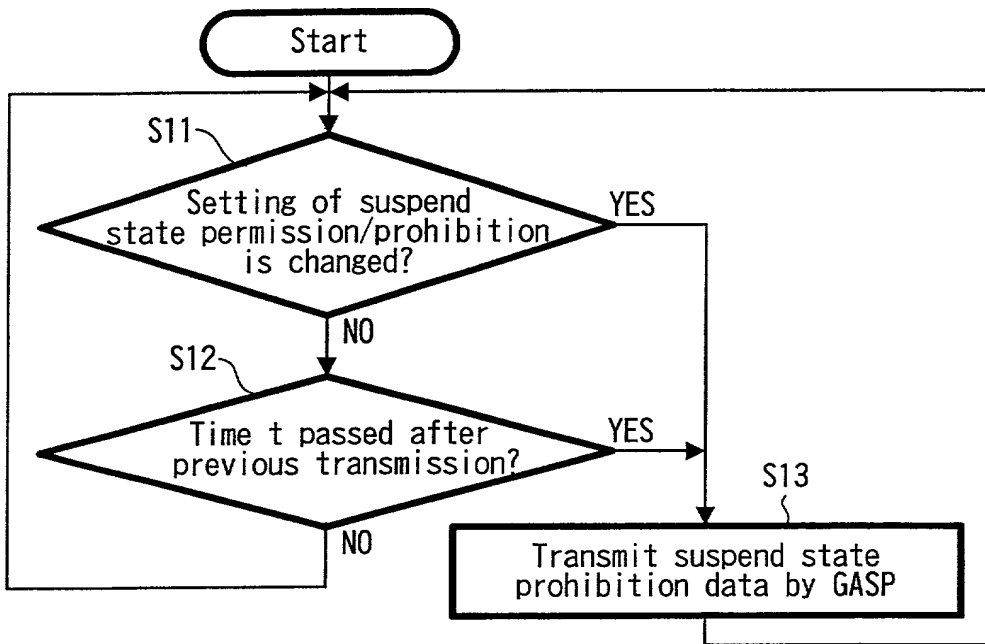 Start
S11
Setting of suspend
state permission/prohibition
is changed?
YES
NO
S12
Time t passed after
previous transmission?
YES
NO
S13
Transmit suspend state
prohibition data by GASP